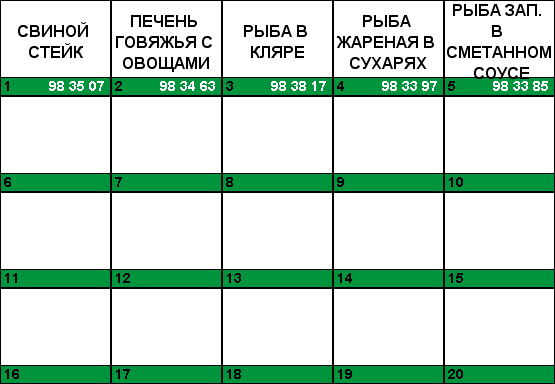 СВИНОЙ
СТЕЙК
ПЕЧЕНЬ
ГОВЯЖЬЯ С
ОВОЩАМИ
РЫБА В
КЛЯРЕ
РЫБА
ЖАРЕНАЯ В
СУХАРЯХ
РЫБА ЗАП.
В
СМЕТАННОМ
СОУСЕ
1 98 35 07 2 98 34 63 3 98 38 17 4 98 33 97 5 98 33 85
6 7 8 9 10
11 12 13 14 15
16 17 18 19 20